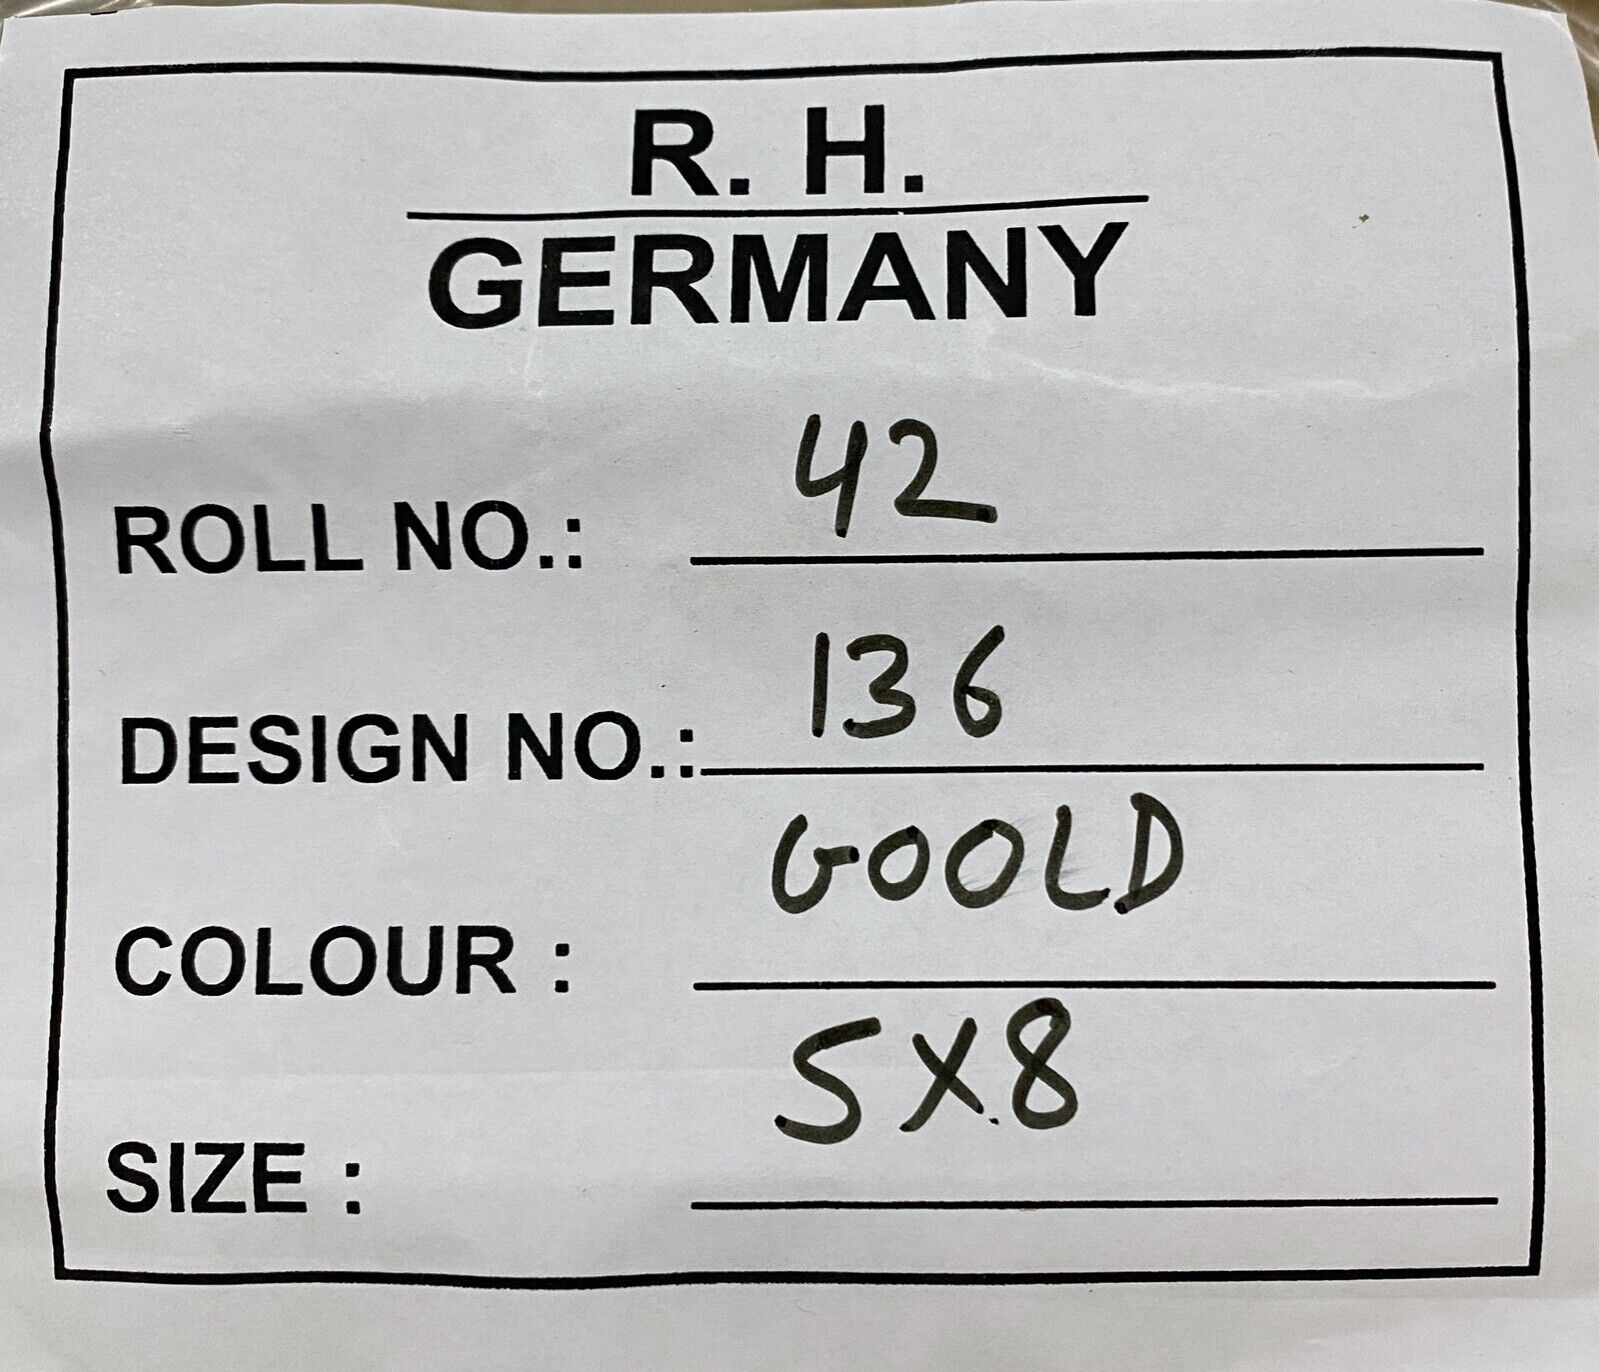 R. H.
GERMANY
ROLL NO.: 42
DESIGN NO.: 136
COLOUR : GOOLD
SIZE : 5X8